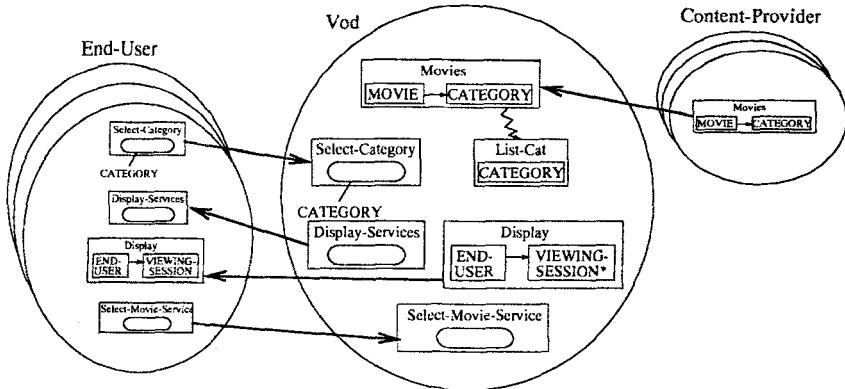 End-User
Select-Category
CATEGORY
Display-Services
Display
END-
USER
VIEWING-
SESSION
Select-Movie-Service
Vod
Movies
MOVIE
CATEGORY
Select-Category
CATEGORY
List-Cat
CATEGORY
Display-Services
Display
END-
USER
VIEWING-
SESSION*
Select-Movie-Service
Content-Provider
Movies
MOVIE
CATEGORY